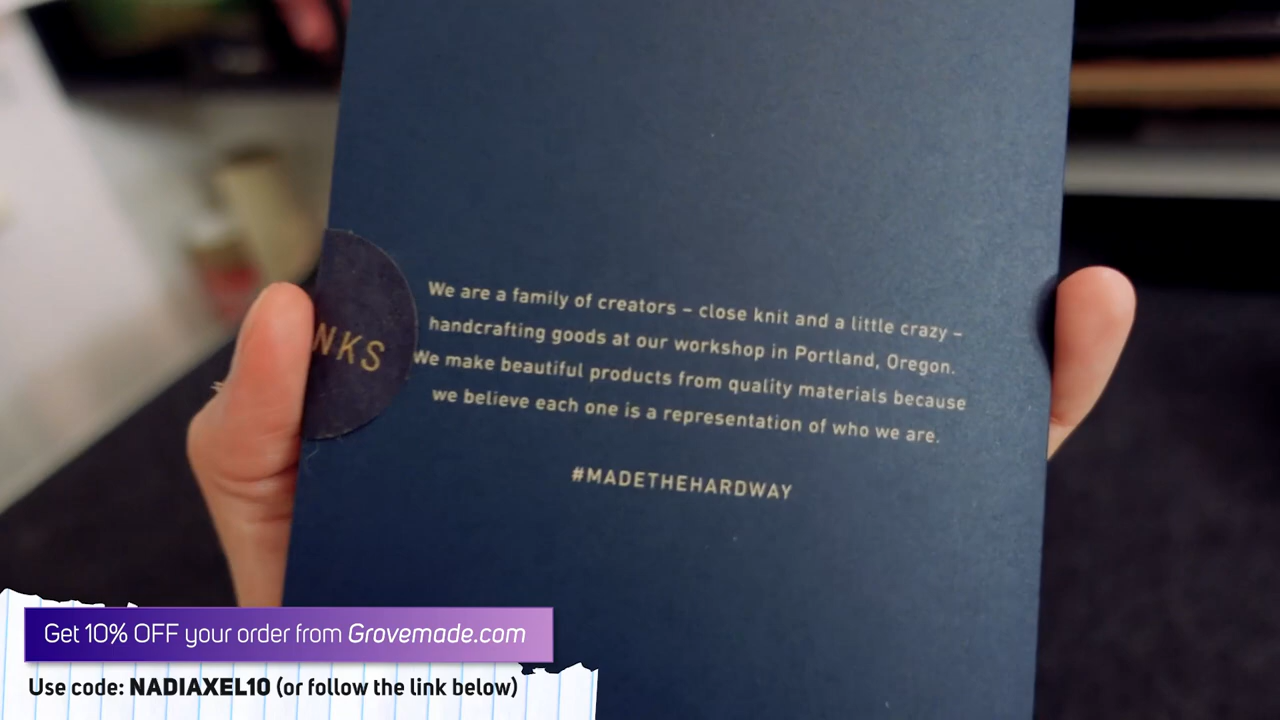 We are a family of creators – close knit and a little crazy –
handcrafting goods at our workshop in Portland, Oregon.
We make beautiful products from quality materials because
we believe each one is a representation of who we are.
#MADETHEHARDWAY
NKS
Get 10% OFF your order from Grovemade.com
Use code: NADIAXEL10 (or follow the link below)